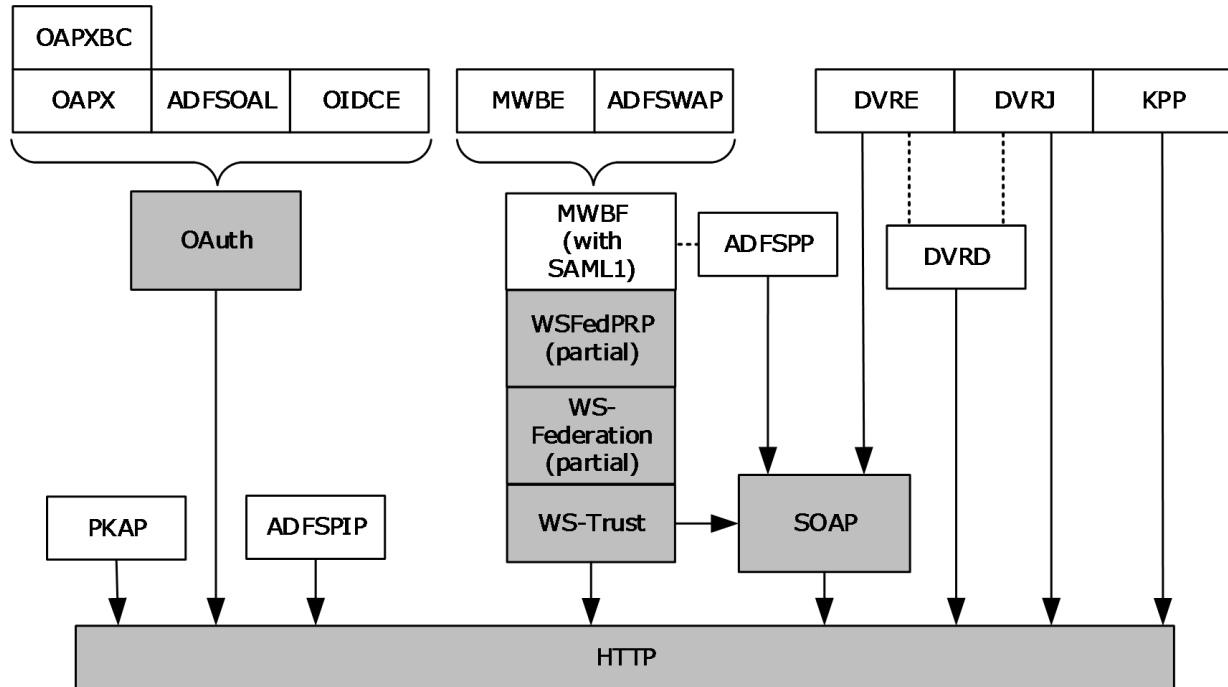 OAPXBC
OAPX
ADFSOAL
OIDCE
MWBE
ADFSWAP
DVRE
DVRJ
KPP
OAuth
MWBF
(with
SAML1)
ADFSPP
DVRD
WSFedPRP
(partial)
WS-
Federation
(partial)
PKAP
ADFSPIP
WS-Trust
SOAP
HTTP